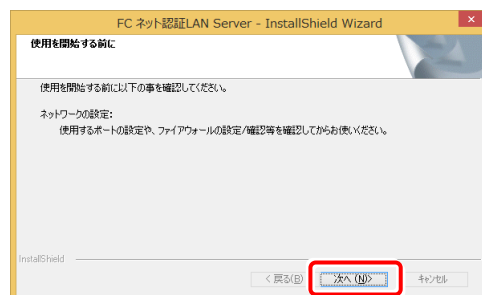 FC ネット認証LAN Server - InstallShield Wizard
使用を開始する前に
使用を開始する前に以下の事を確認してください。
ネットワークの設定:
使用するポートの設定や、ファイアウォールの設定/確認等を確認してからお使いください。
InstallShield
< 戻る(B) 次へ(N)> キャンセル